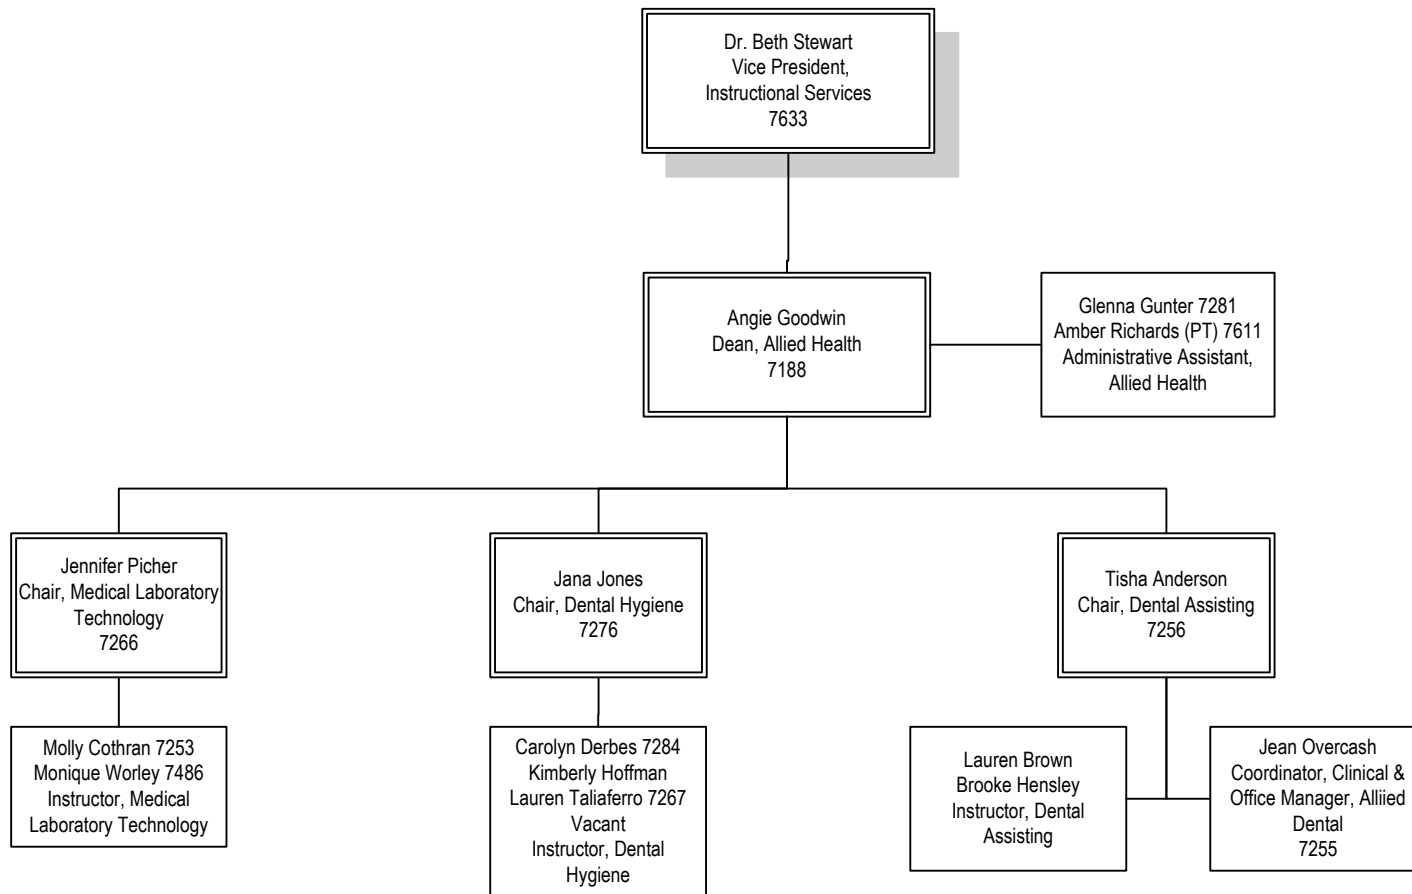 Dr. Beth Stewart
Vice President,
Instructional Services
7633
Angie Goodwin
Dean, Allied Health
7188
Glenna Gunter 7281
Amber Richards (PT) 7611
Administrative Assistant,
Allied Health
Jennifer Picher
Chair, Medical Laboratory
Technology
7266
Jana Jones
Chair, Dental Hygiene
7276
Tisha Anderson
Chair, Dental Assisting
7256
Molly Cothran 7253
Monique Worley 7486
Instructor, Medical
Laboratory Technology
Carolyn Derbes 7284
Kimberly Hoffman
Lauren Taliaferro 7267
Vacant
Instructor, Dental
Hygiene
Lauren Brown
Brooke Hensley
Instructor, Dental
Assisting
Jean Overcash
Coordinator, Clinical &
Office Manager, Alliied
Dental
7255